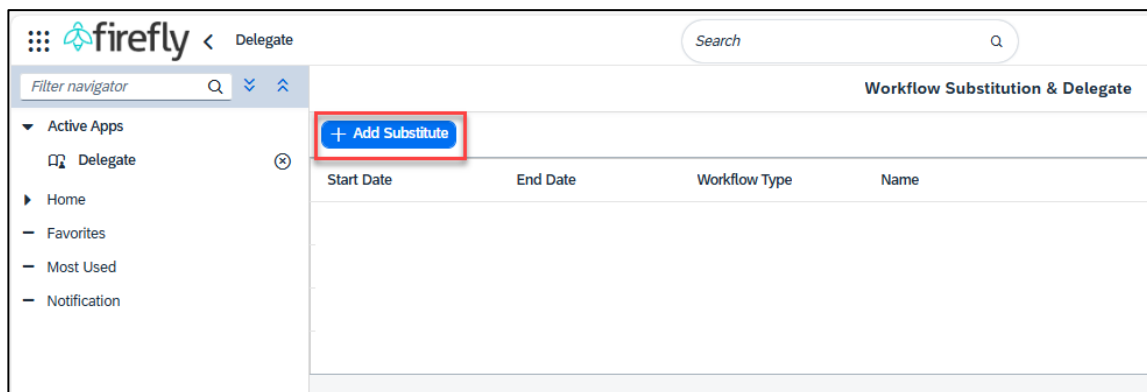 firefly
Delegate
Search
Filter navigator
Workflow Substitution & Delegate
Active Apps
+ Add Substitute
Delegate
Start Date End Date Workflow Type Name
Home
Favorites
Most Used
Notification